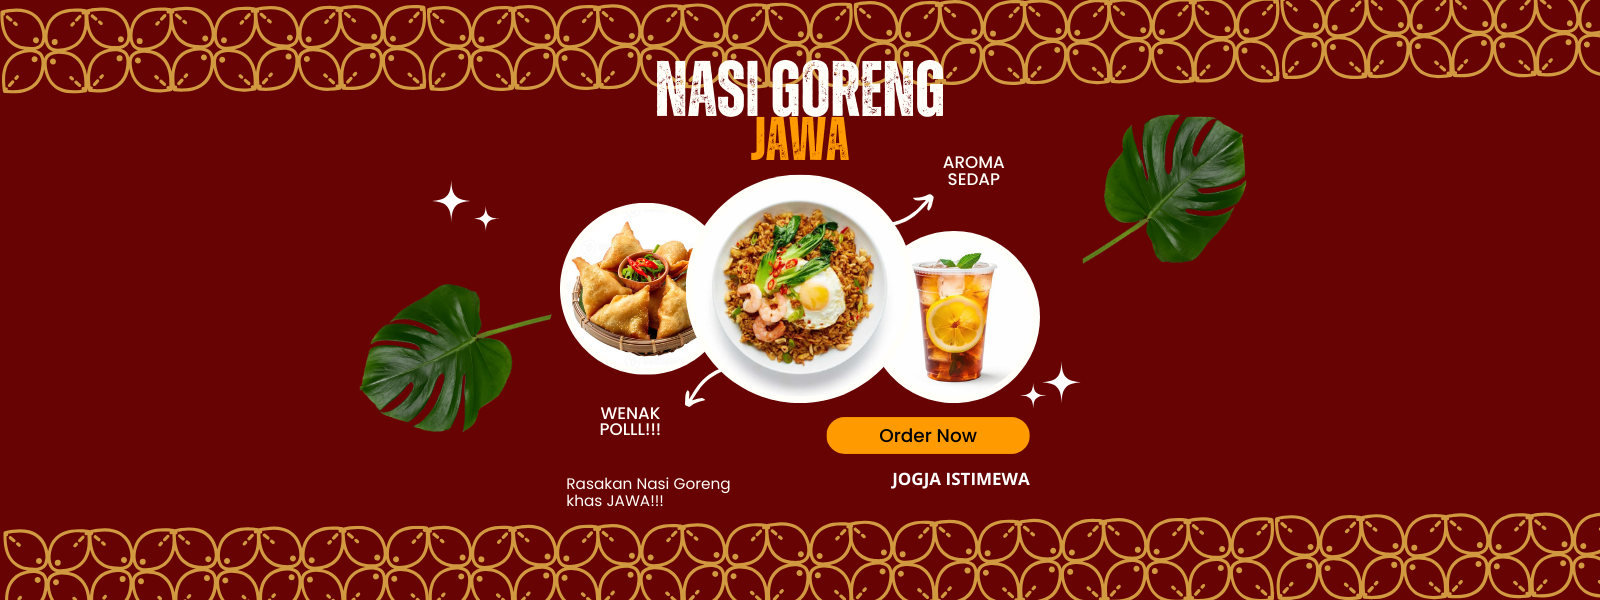 NASI GORENG
JAWA
AROMA
SEDAP
WENAK
POLLL!!!
Order Now
JOGJA ISTIMEWA
Rasakan Nasi Goreng
khas JAWA!!!